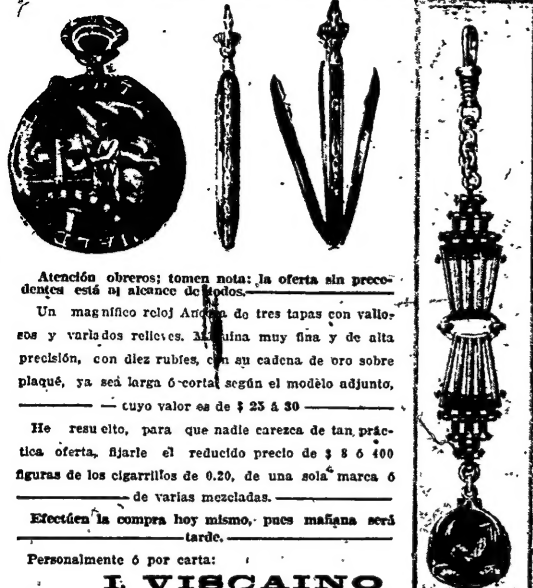 Atención obreros; tomen nota: la oferta sin prece-
dentes está al alcance de todos.
Un magnífico reloj de tres tapas con valio-
sos y variados relieves. Máquina muy fina y de alta
precisión, con diez rubíes, con su cadena de oro sobre
plaqué, ya sea larga ó corta, según el modèlo adjunto,
cuyo valor es de $ 25 á 30
He resuelto, para que nadie carezca de tan prác-
tica oferta, fijarle el reducido precio de $ 8 ó 400
figuras de los cigarrillos de 0.20, de una sola marca ó
de varias mezcladas.
Efectúen la compra hoy mismo, pues mañana será
tarde.
Personalmente ó por carta:
I. VISCAINO